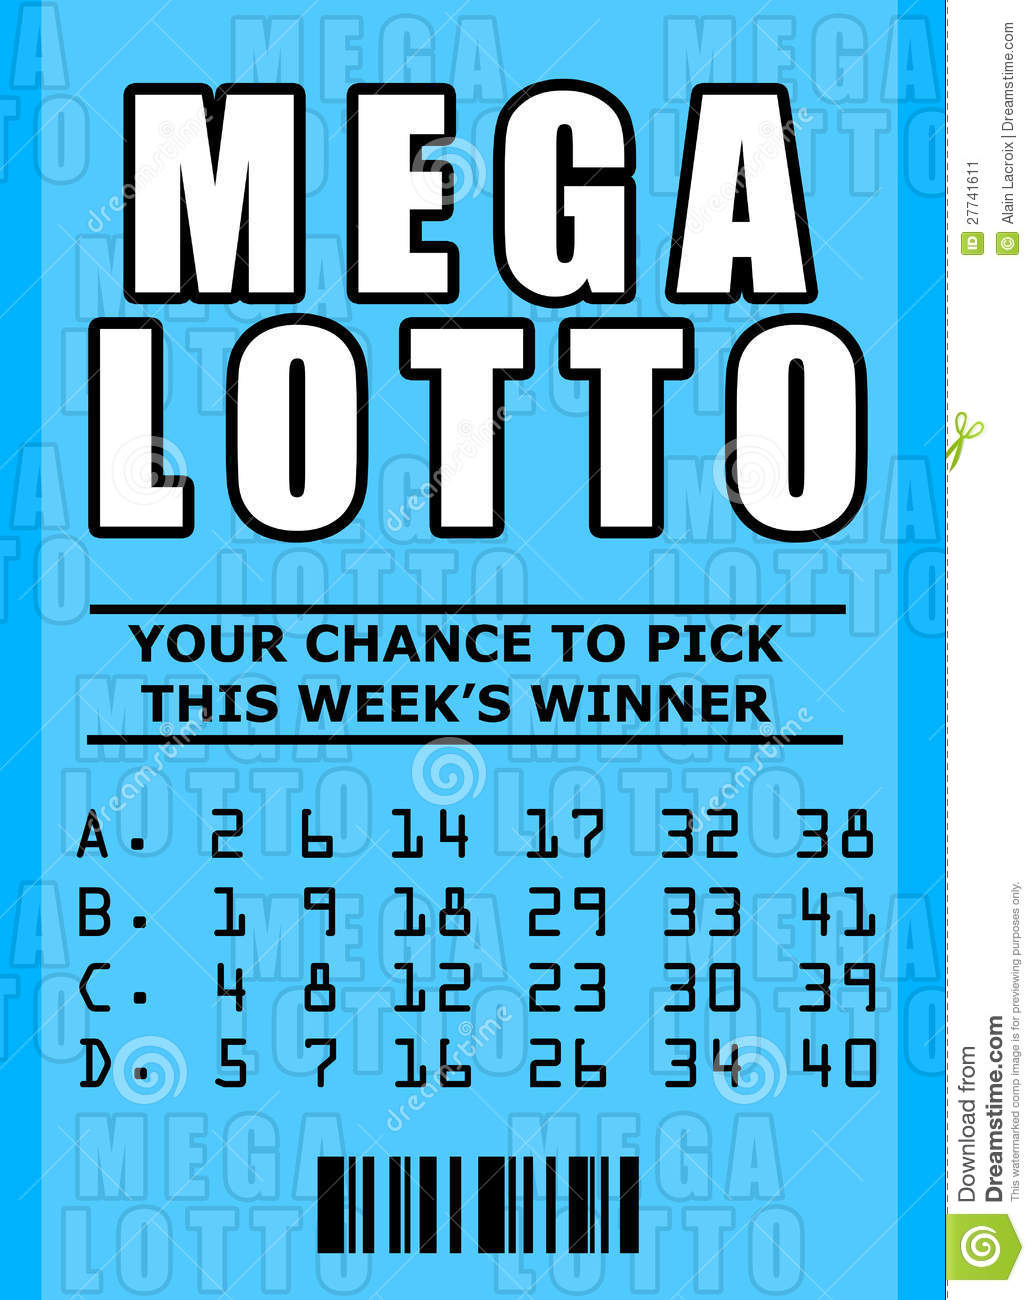 MEGA
LOTTO
YOUR CHANCE TO PICK
THIS WEEK'S WINNER
A. 2 6 14 17 32 38
B. 1 9 18 29 33 41
C. 4 8 12 23 30 39
D. 5 7 16 26 34 40
ID 27741611
© Alain Lacroix | Dreamstime.com
Download from
Dreamstime.com
This watermarked comp image is for previewing purposes only.